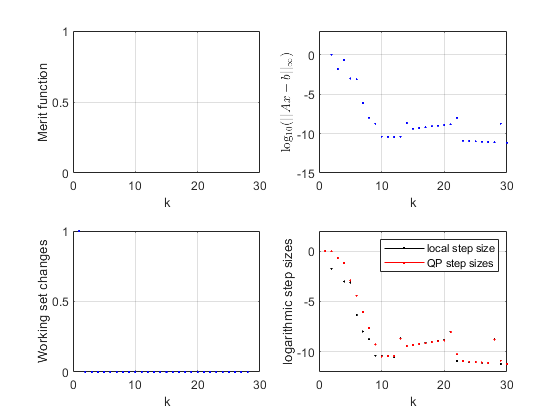 1
0.5
0
Merit function
0
10
20
30
k
0
-5
-10
-15
log₁₀(||Ax − b||∞)
0
10
20
30
k
1
0.5
0
Working set changes
0
10
20
30
k
0
-5
-10
logarithmic step sizes
local step size
QP step sizes
0
10
20
30
k